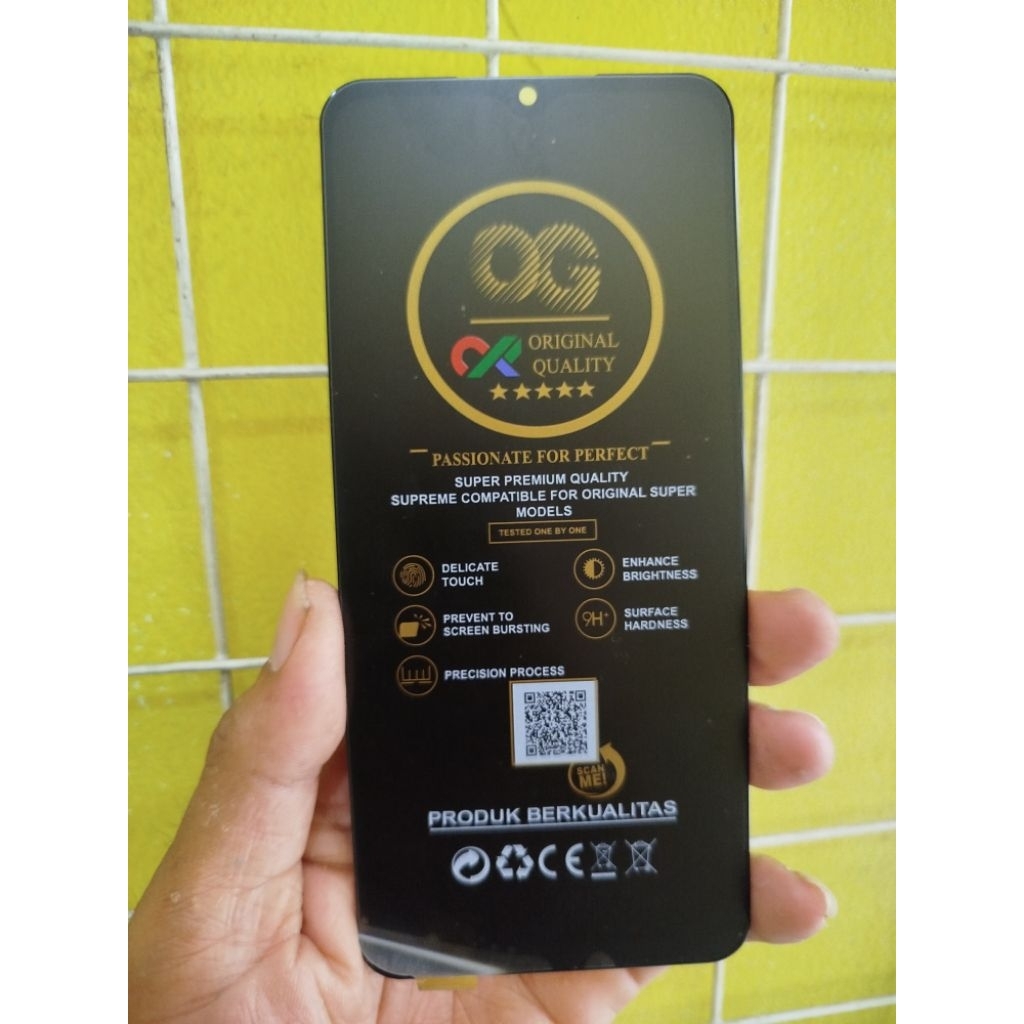 OG
ORIGINAL
QUALITY
PASSIONATE FOR PERFECT
SUPER PREMIUM QUALITY
SUPREME COMPATIBLE FOR ORIGINAL SUPER
MODELS
TESTED ONE BY ONE
DELICATE
TOUCH
ENHANCE
BRIGHTNESS
PREVENT TO
SCREEN BURSTING
9H+
SURFACE
HARDNESS
PRECISION PROCESS
SCAN
ME!
PRODUK BERKUALITAS
CE